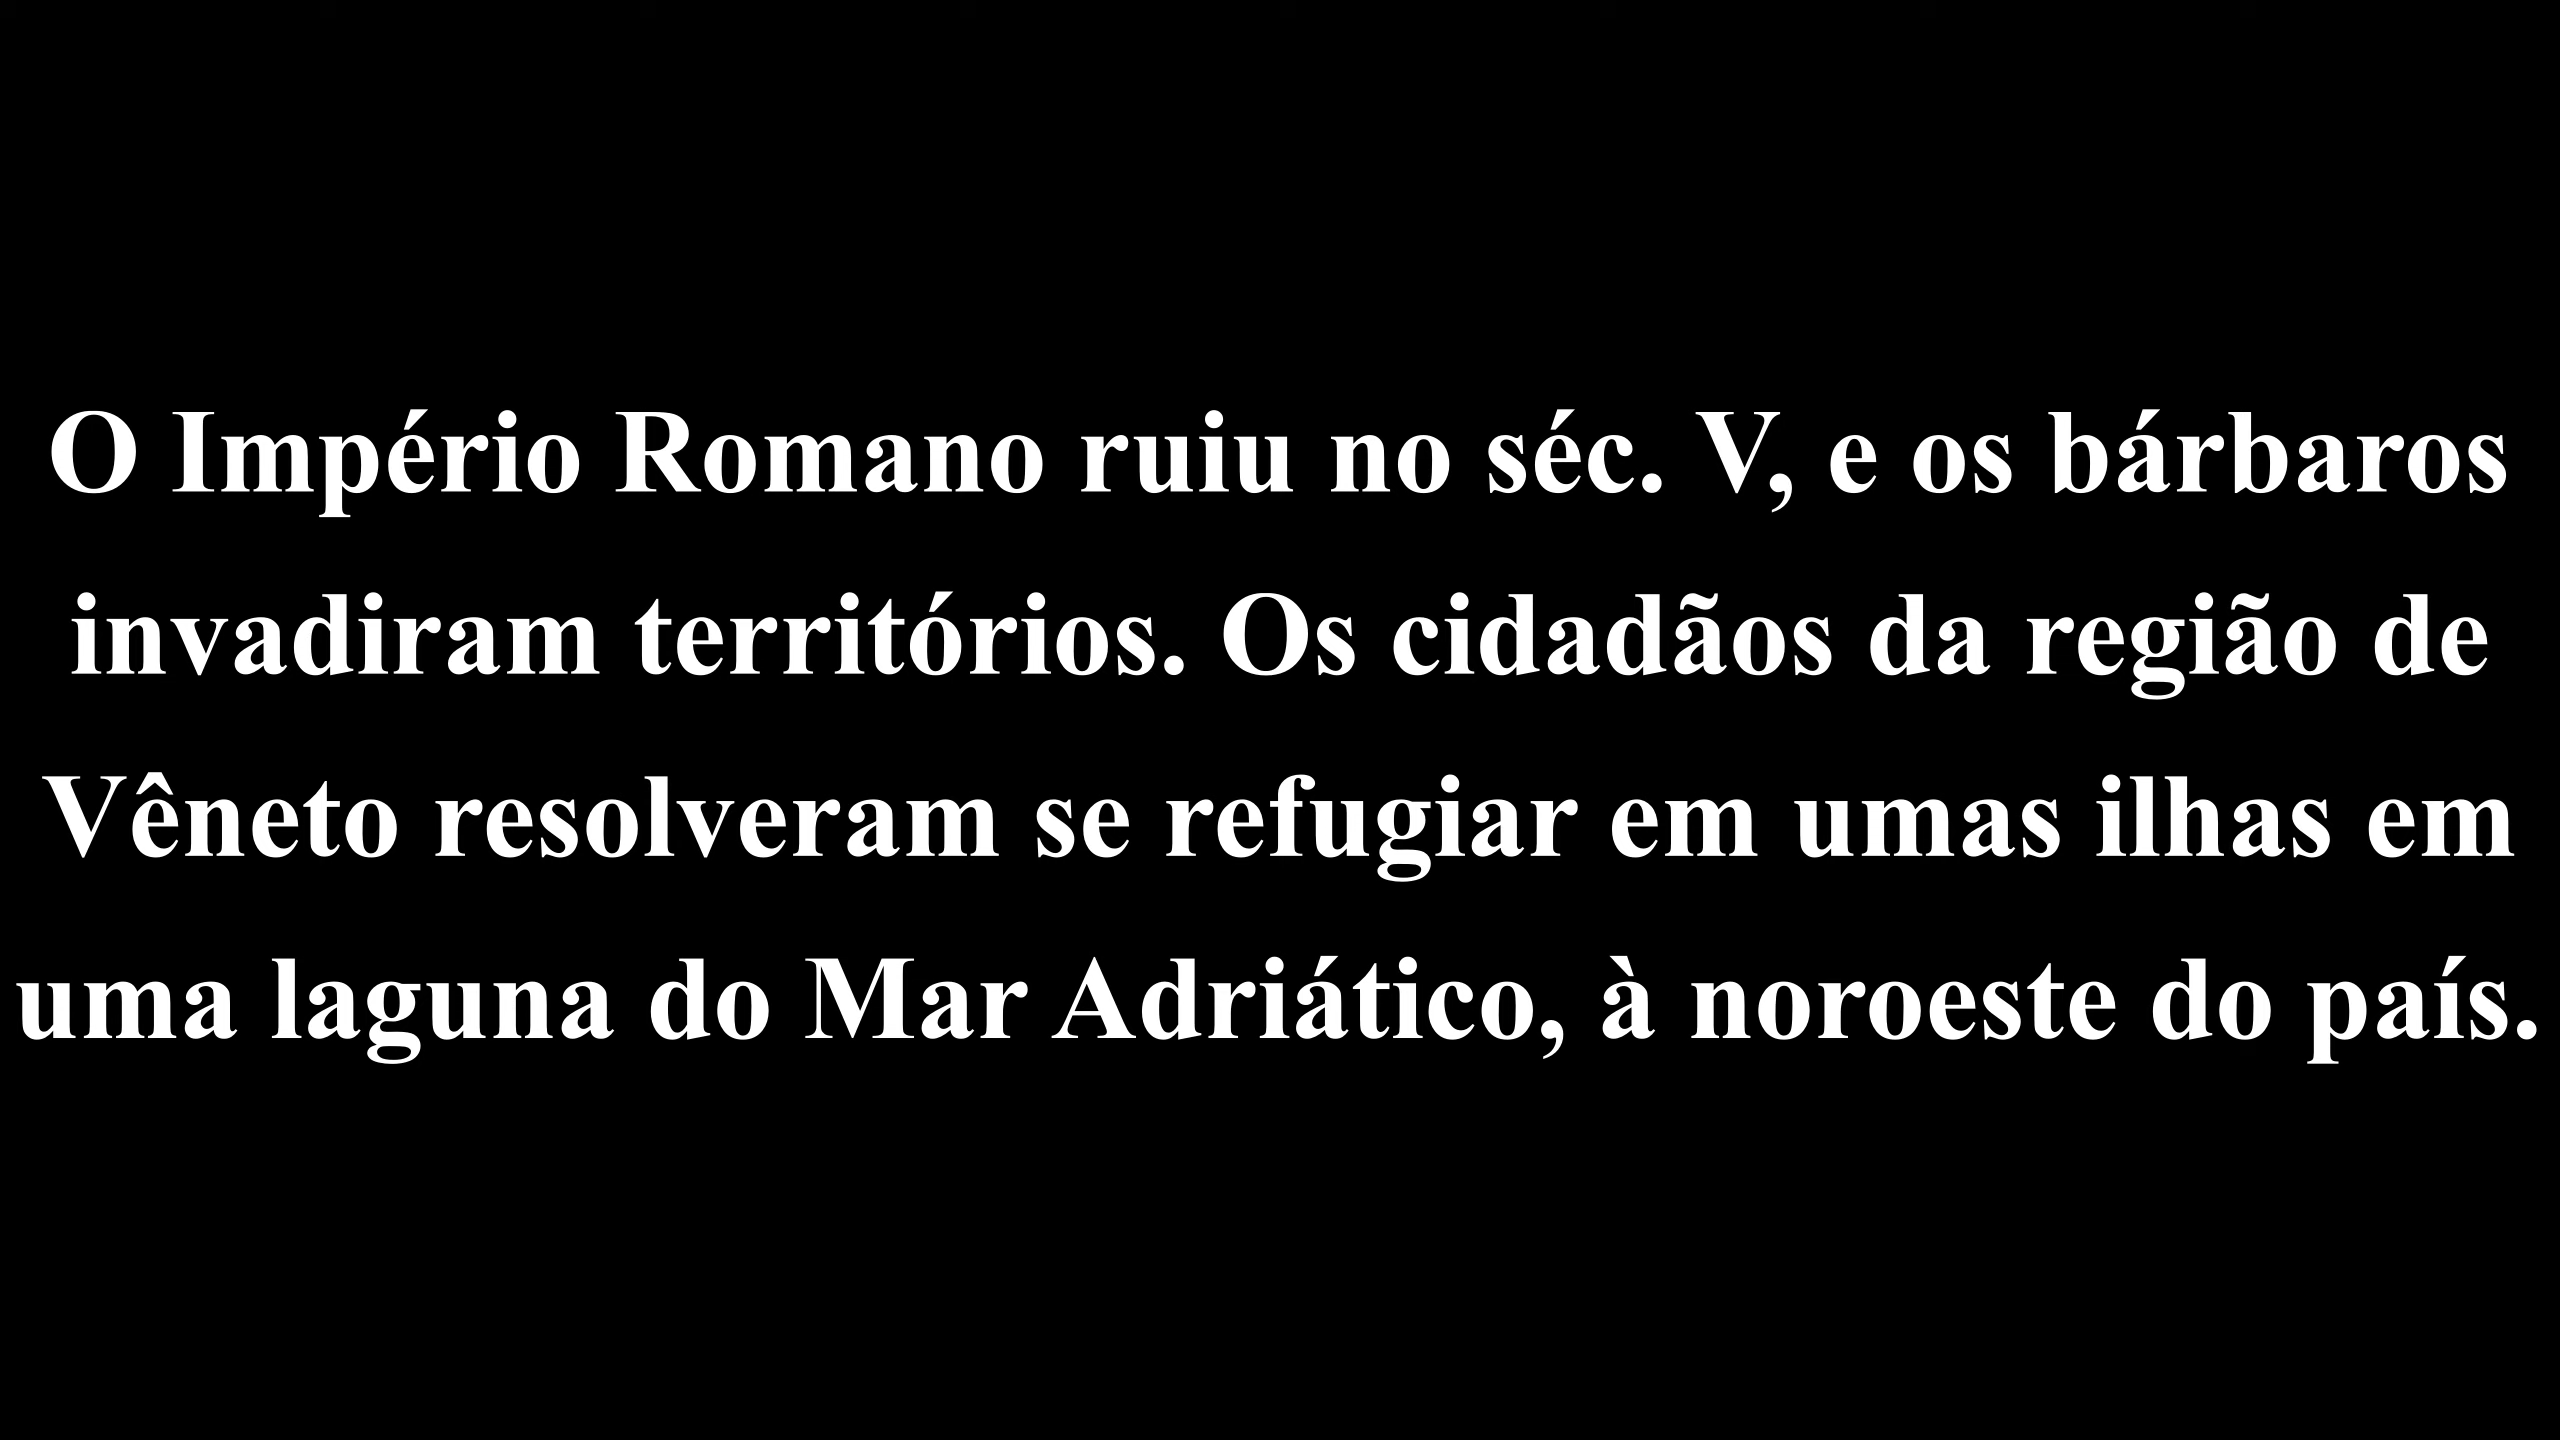 O Império Romano ruiu no séc. V, e os bárbaros
invadiram territórios. Os cidadãos da região de
Vêneto resolveram se refugiar em umas ilhas em
uma laguna do Mar Adriático, à noroeste do país.